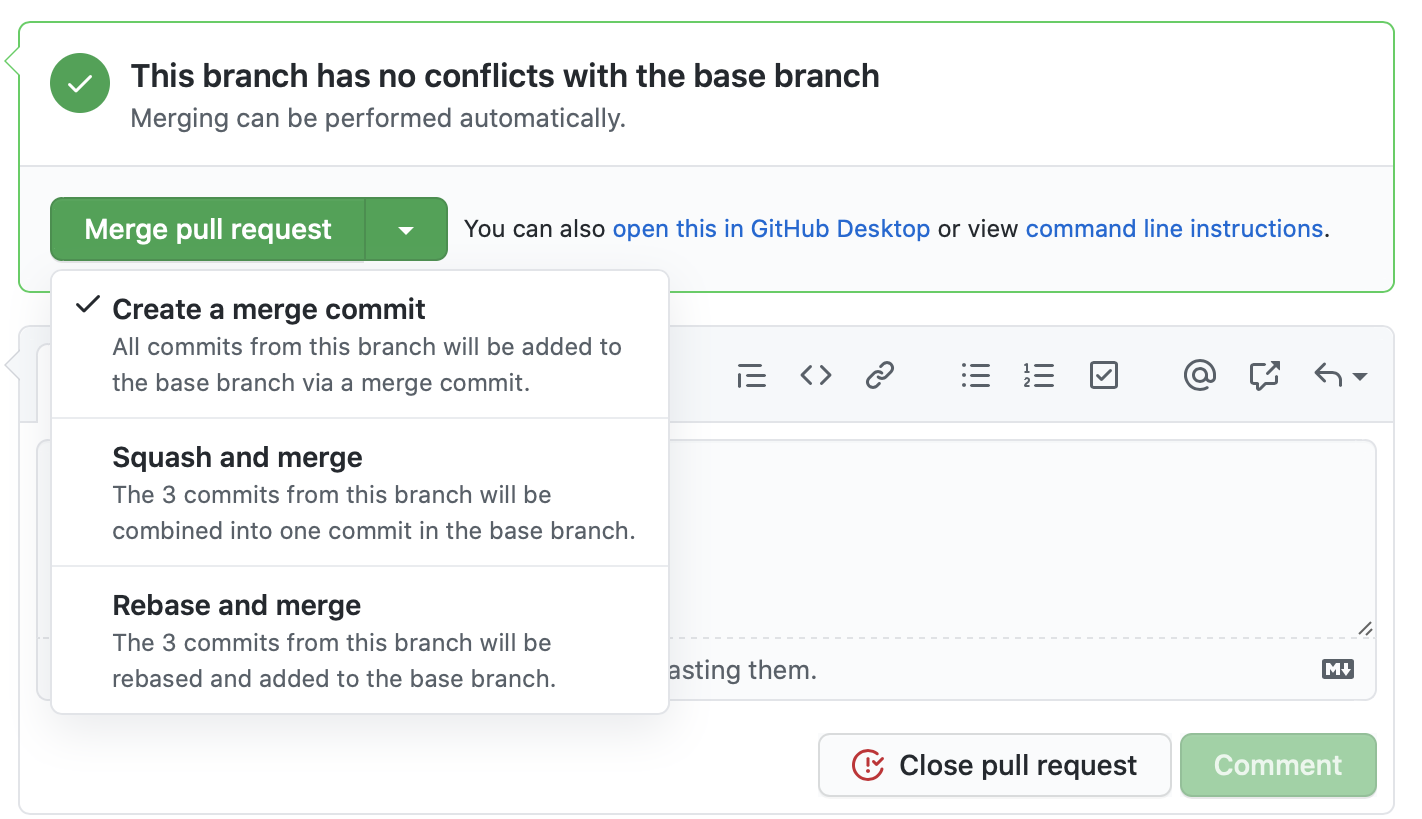 This branch has no conflicts with the base branch
Merging can be performed automatically.
Merge pull request
You can also open this in GitHub Desktop or view command line instructions.
Create a merge commit
All commits from this branch will be added to
the base branch via a merge commit.
Squash and merge
The 3 commits from this branch will be
combined into one commit in the base branch.
Rebase and merge
The 3 commits from this branch will be
rebased and added to the base branch.
asting them.
Close pull request
Comment